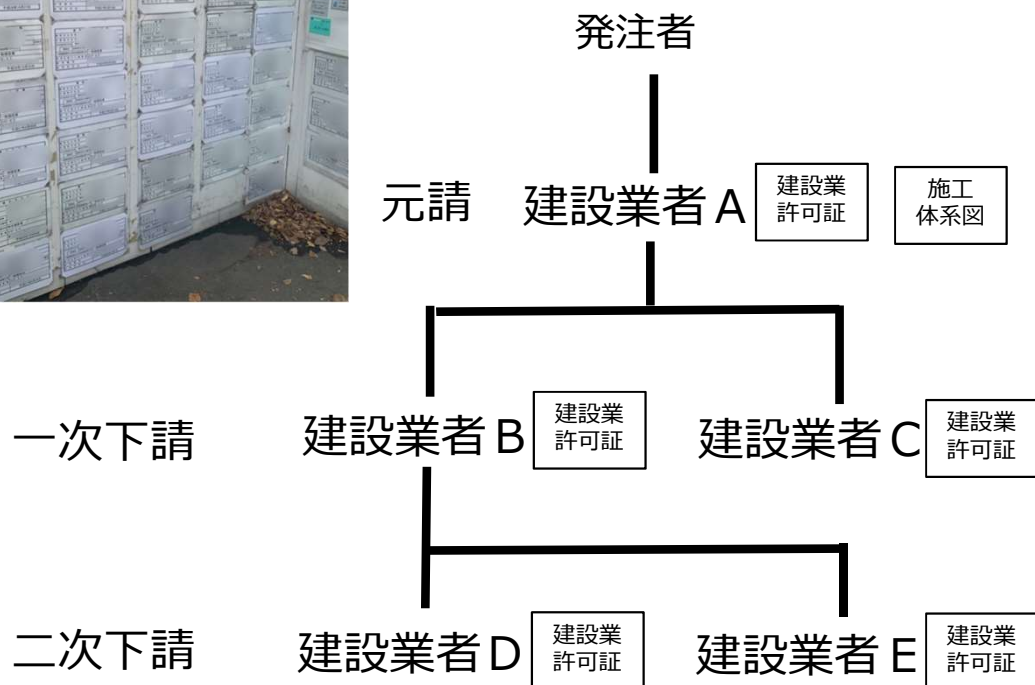 発注者
元請
建設業者A
建設業
許可証
施工
体系図
一次下請
建設業者B
建設業
許可証
建設業者C
建設業
許可証
二次下請
建設業者D
建設業
許可証
建設業者E
建設業
許可証